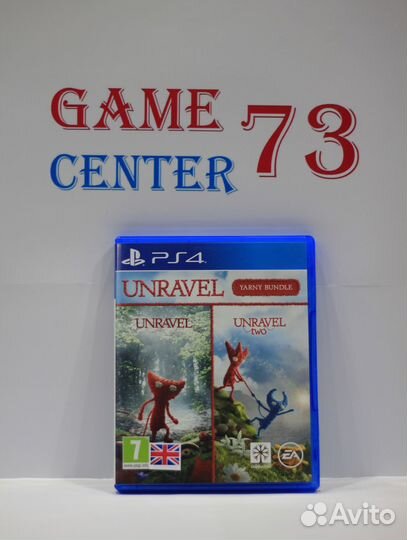 GAME
CENTER 73
PS4
UNRAVEL YARNY BUNDLE
UNRAVEL
UNRAVEL
two
7
EA
Avito